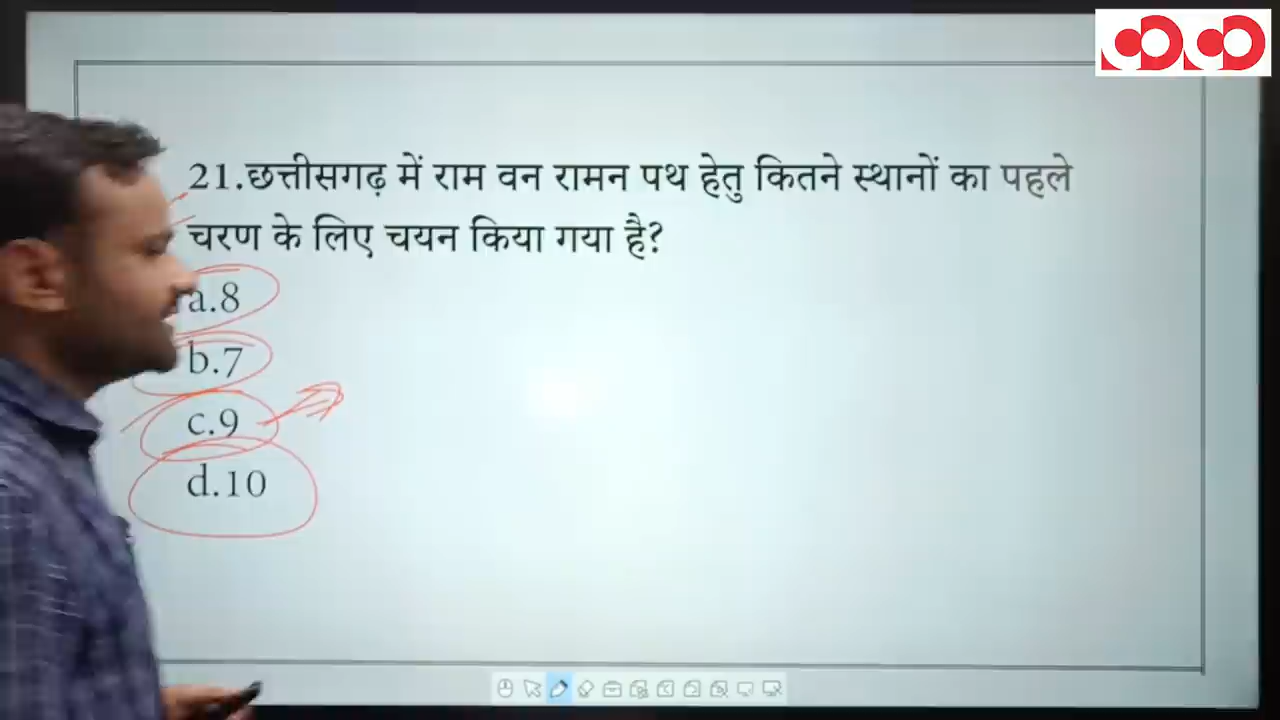 21.छत्तीसगढ़ में राम वन रामन पथ हेतु कितने स्थानों का पहले
चरण के लिए चयन किया गया है?
a.8
b.7
c.9
d.10